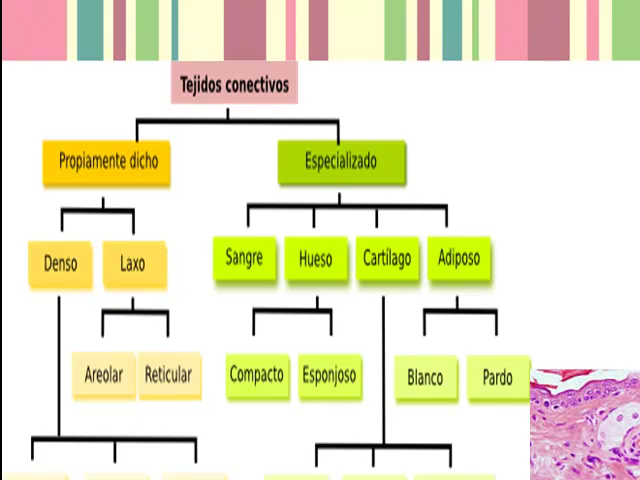 Tejidos conectivos
Propiamente dicho
Especializado
Denso
Laxo
Sangre
Hueso
Cartílago
Adiposo
Areolar
Reticular
Compacto
Esponjoso
Blanco
Pardo